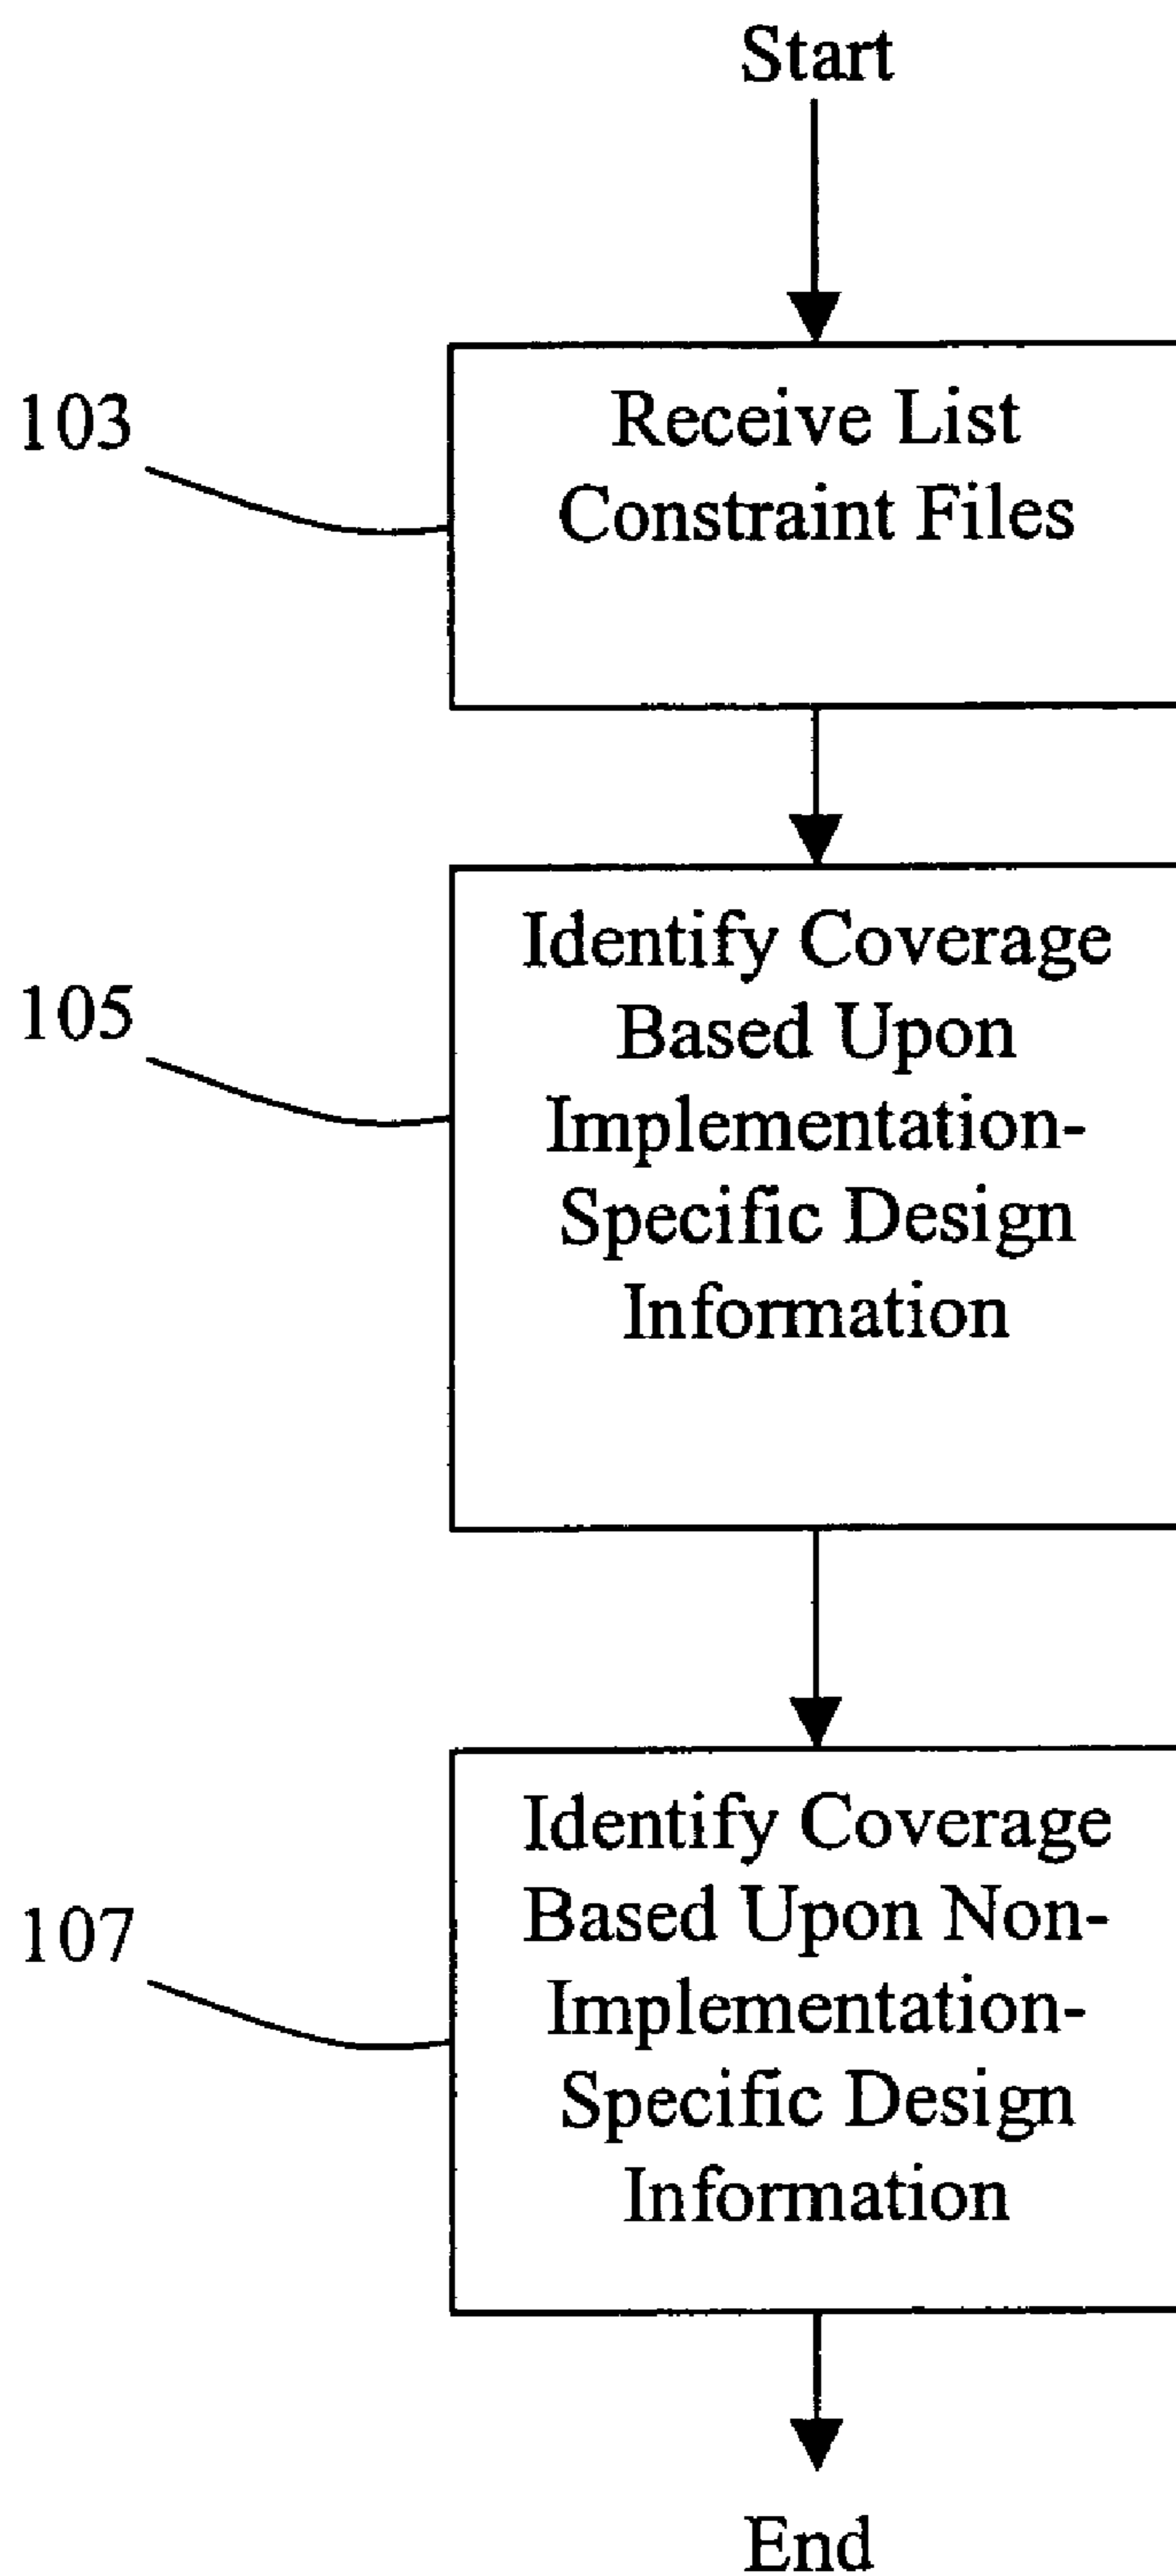 Start
103
Receive List
Constraint Files
105
Identify Coverage
Based Upon
Implementation-
Specific Design
Information
107
Identify Coverage
Based Upon Non-
Implementation-
Specific Design
Information
End